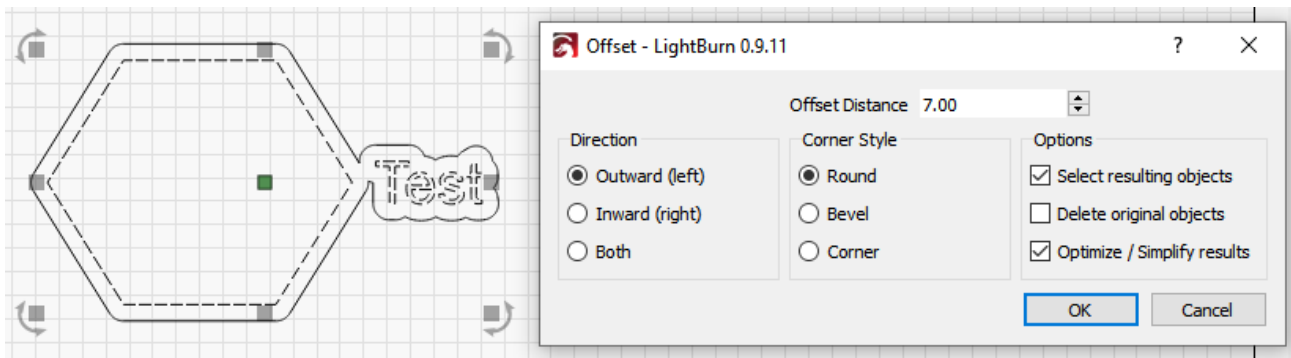 Test
Offset - LightBurn 0.9.11
Offset Distance 7.00
Direction Corner Style Options
Outward (left) Round Select resulting objects
Inward (right) Bevel Delete original objects
Both Corner Optimize / Simplify results
OK Cancel